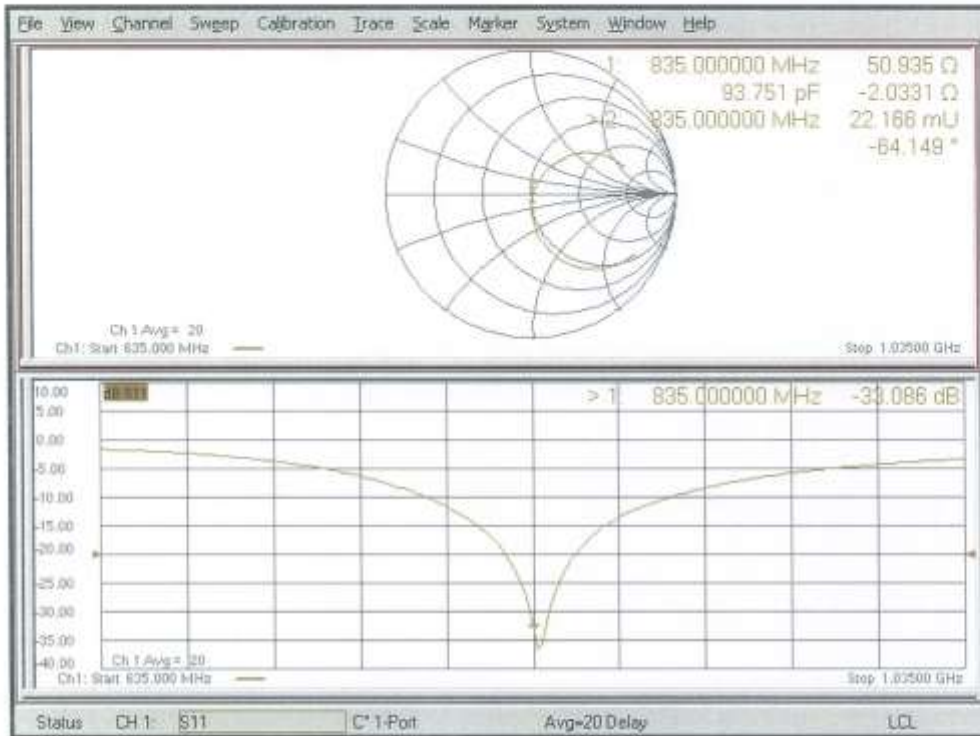 File View Channel Sweep Calibration Trace Scale Marker System Window Help
1: 835.000000 MHz 50.935 Ω
93.751 pF -2.0331 Ω
> 2: 835.000000 MHz 22.166 mU
-64.149 °
Ch 1 Avg = 20
Ch1: Start 635.000 MHz
Stop 1.03500 GHz
10.00
5.00
0.00
-5.00
-10.00
-15.00
-20.00
-25.00
-30.00
-35.00
-40.00
dB S11
> 1: 835.000000 MHz -33.086 dB
Ch 1 Avg = 20
Ch1: Start 635.000 MHz
Stop 1.03500 GHz
Status CH 1: S11 C* 1-Port Avg=20 Delay LCL